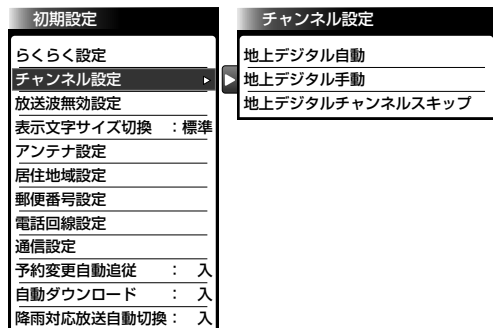 初期設定
らくらく設定
チャンネル設定
放送波無効設定
表示文字サイズ切換 ：標準
アンテナ設定
居住地域設定
郵便番号設定
電話回線設定
通信設定
予約変更自動追従 ： 入
自動ダウンロード ： 入
降雨対応放送自動切換： 入
チャンネル設定
地上デジタル自動
地上デジタル手動
地上デジタルチャンネルスキップ